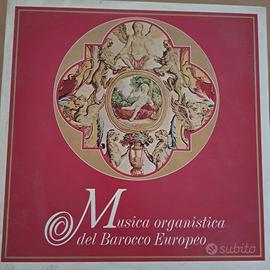 Musica organistica
del Barocco Europeo
subito